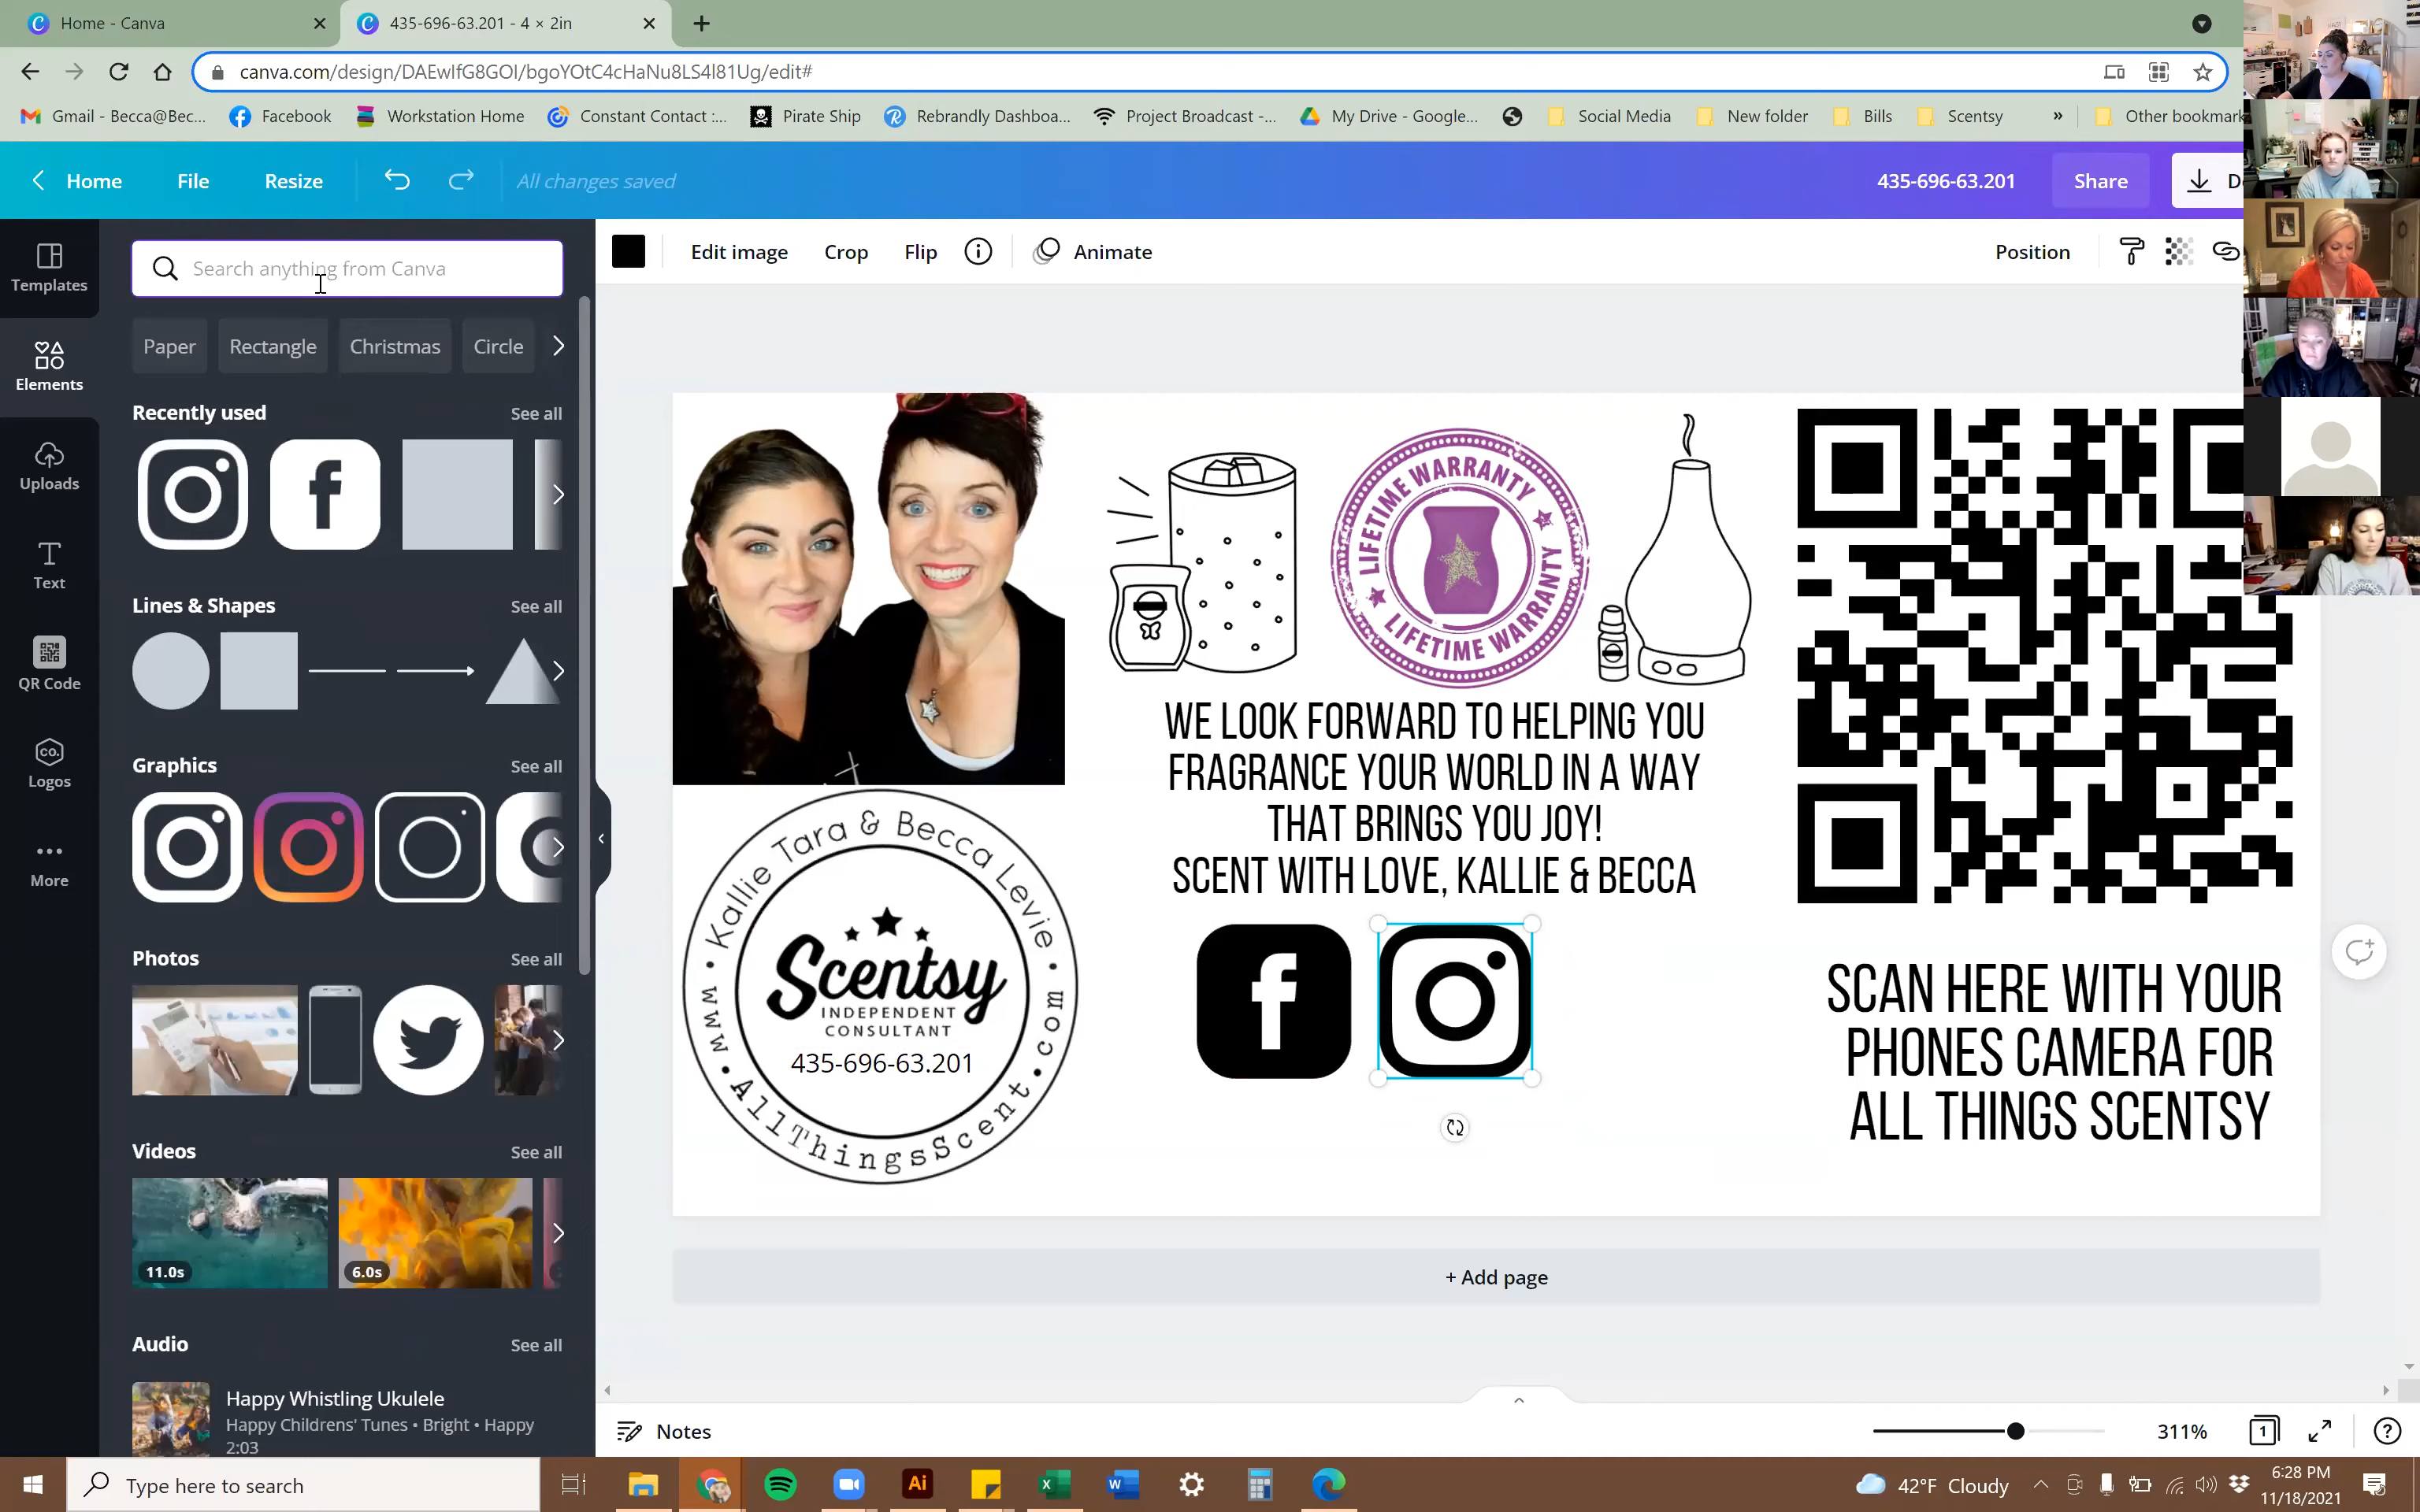 Home - Canva
435-696-63.201 - 4 × 2in
canva.com/design/DAEwIfG8GOI/bgoYOtC4cHaNu8LS4l81Ug/edit#
Gmail - Becca@Bec...
Facebook
Workstation Home
Constant Contact :...
Pirate Ship
Rebrandly Dashboa...
Project Broadcast -...
My Drive - Google...
Social Media
New folder
Bills
Scentsy
»
Other bookmark
Home
File
Resize
All changes saved
435-696-63.201
Share
D
Templates
Elements
Uploads
Text
QR Code
CO.
Logos
More
Search anything from Canva
Paper
Rectangle
Christmas
Circle
Recently used
See all
Lines & Shapes
See all
Graphics
See all
Photos
See all
Videos
See all
11.0s
6.0s
Audio
See all
Happy Whistling Ukulele
Happy Childrens' Tunes • Bright • Happy
2:03
Edit image
Crop
Flip
Animate
Position
LIFETIME WARRANTY
LIFETIME WARRANTY
WE LOOK FORWARD TO HELPING YOU
FRAGRANCE YOUR WORLD IN A WAY
THAT BRINGS YOU JOY!
SCENT WITH LOVE, KALLIE & BECCA
Kallie Tara & Becca Levie
Scentsy
INDEPENDENT
CONSULTANT
435-696-63.201
www.AllThingsScent.com
SCAN HERE WITH YOUR
PHONES CAMERA FOR
ALL THINGS SCENTSY
+ Add page
Notes
311%
1
Type here to search
Ai
42°F Cloudy
6:28 PM
11/18/2021